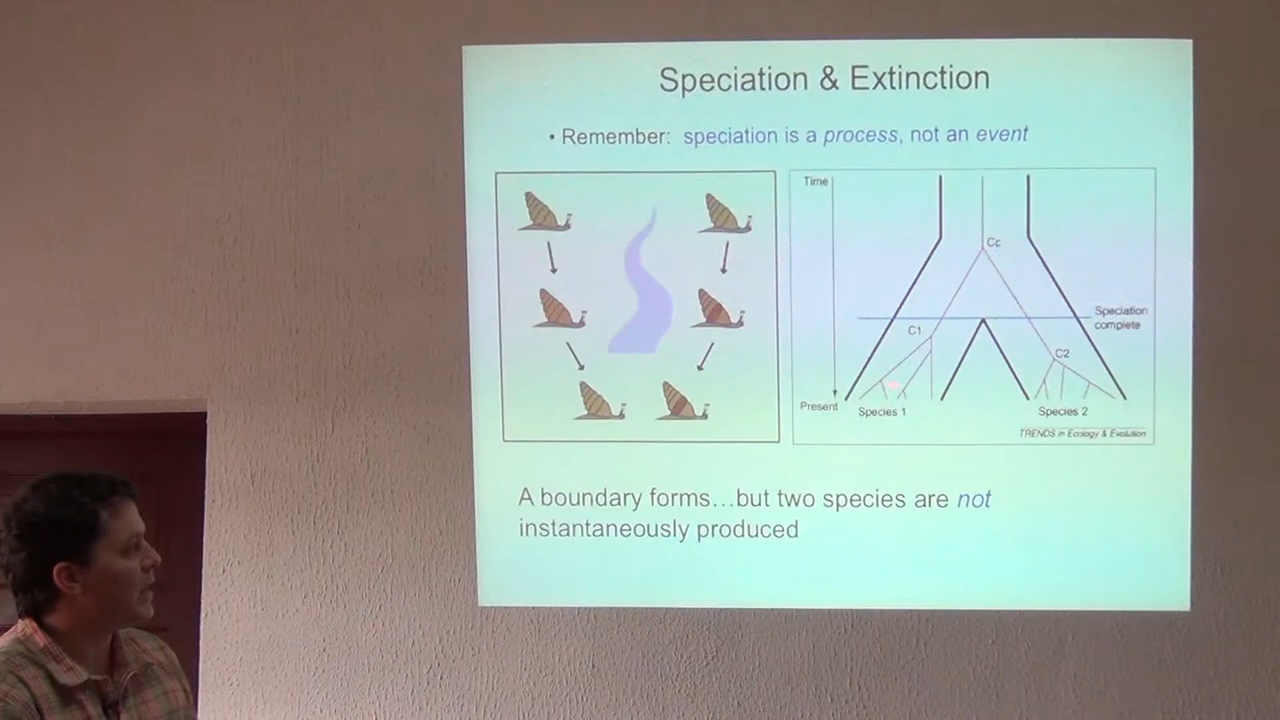 Speciation & Extinction
• Remember: speciation is a process, not an event
Time
Cc
Speciation
complete
C1
C2
Present
Species 1
Species 2
TRENDS in Ecology & Evolution
A boundary forms...but two species are not
instantaneously produced